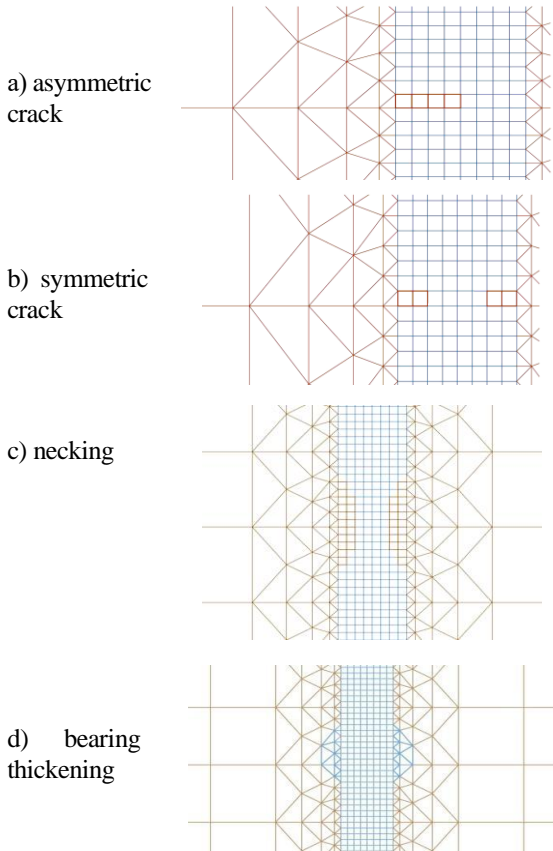 a) asymmetric
crack
b) symmetric
crack
c) necking
d) bearing
thickening